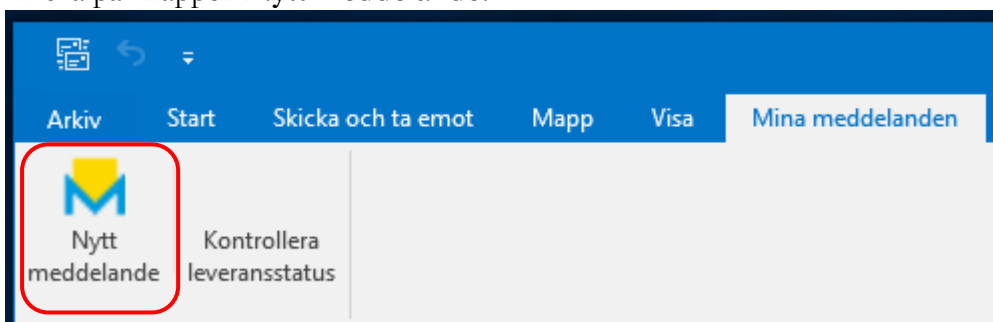 Arkiv Start Skicka och ta emot Mapp Visa Mina meddelanden
Nytt
meddelande
Kontrollera
leveransstatus